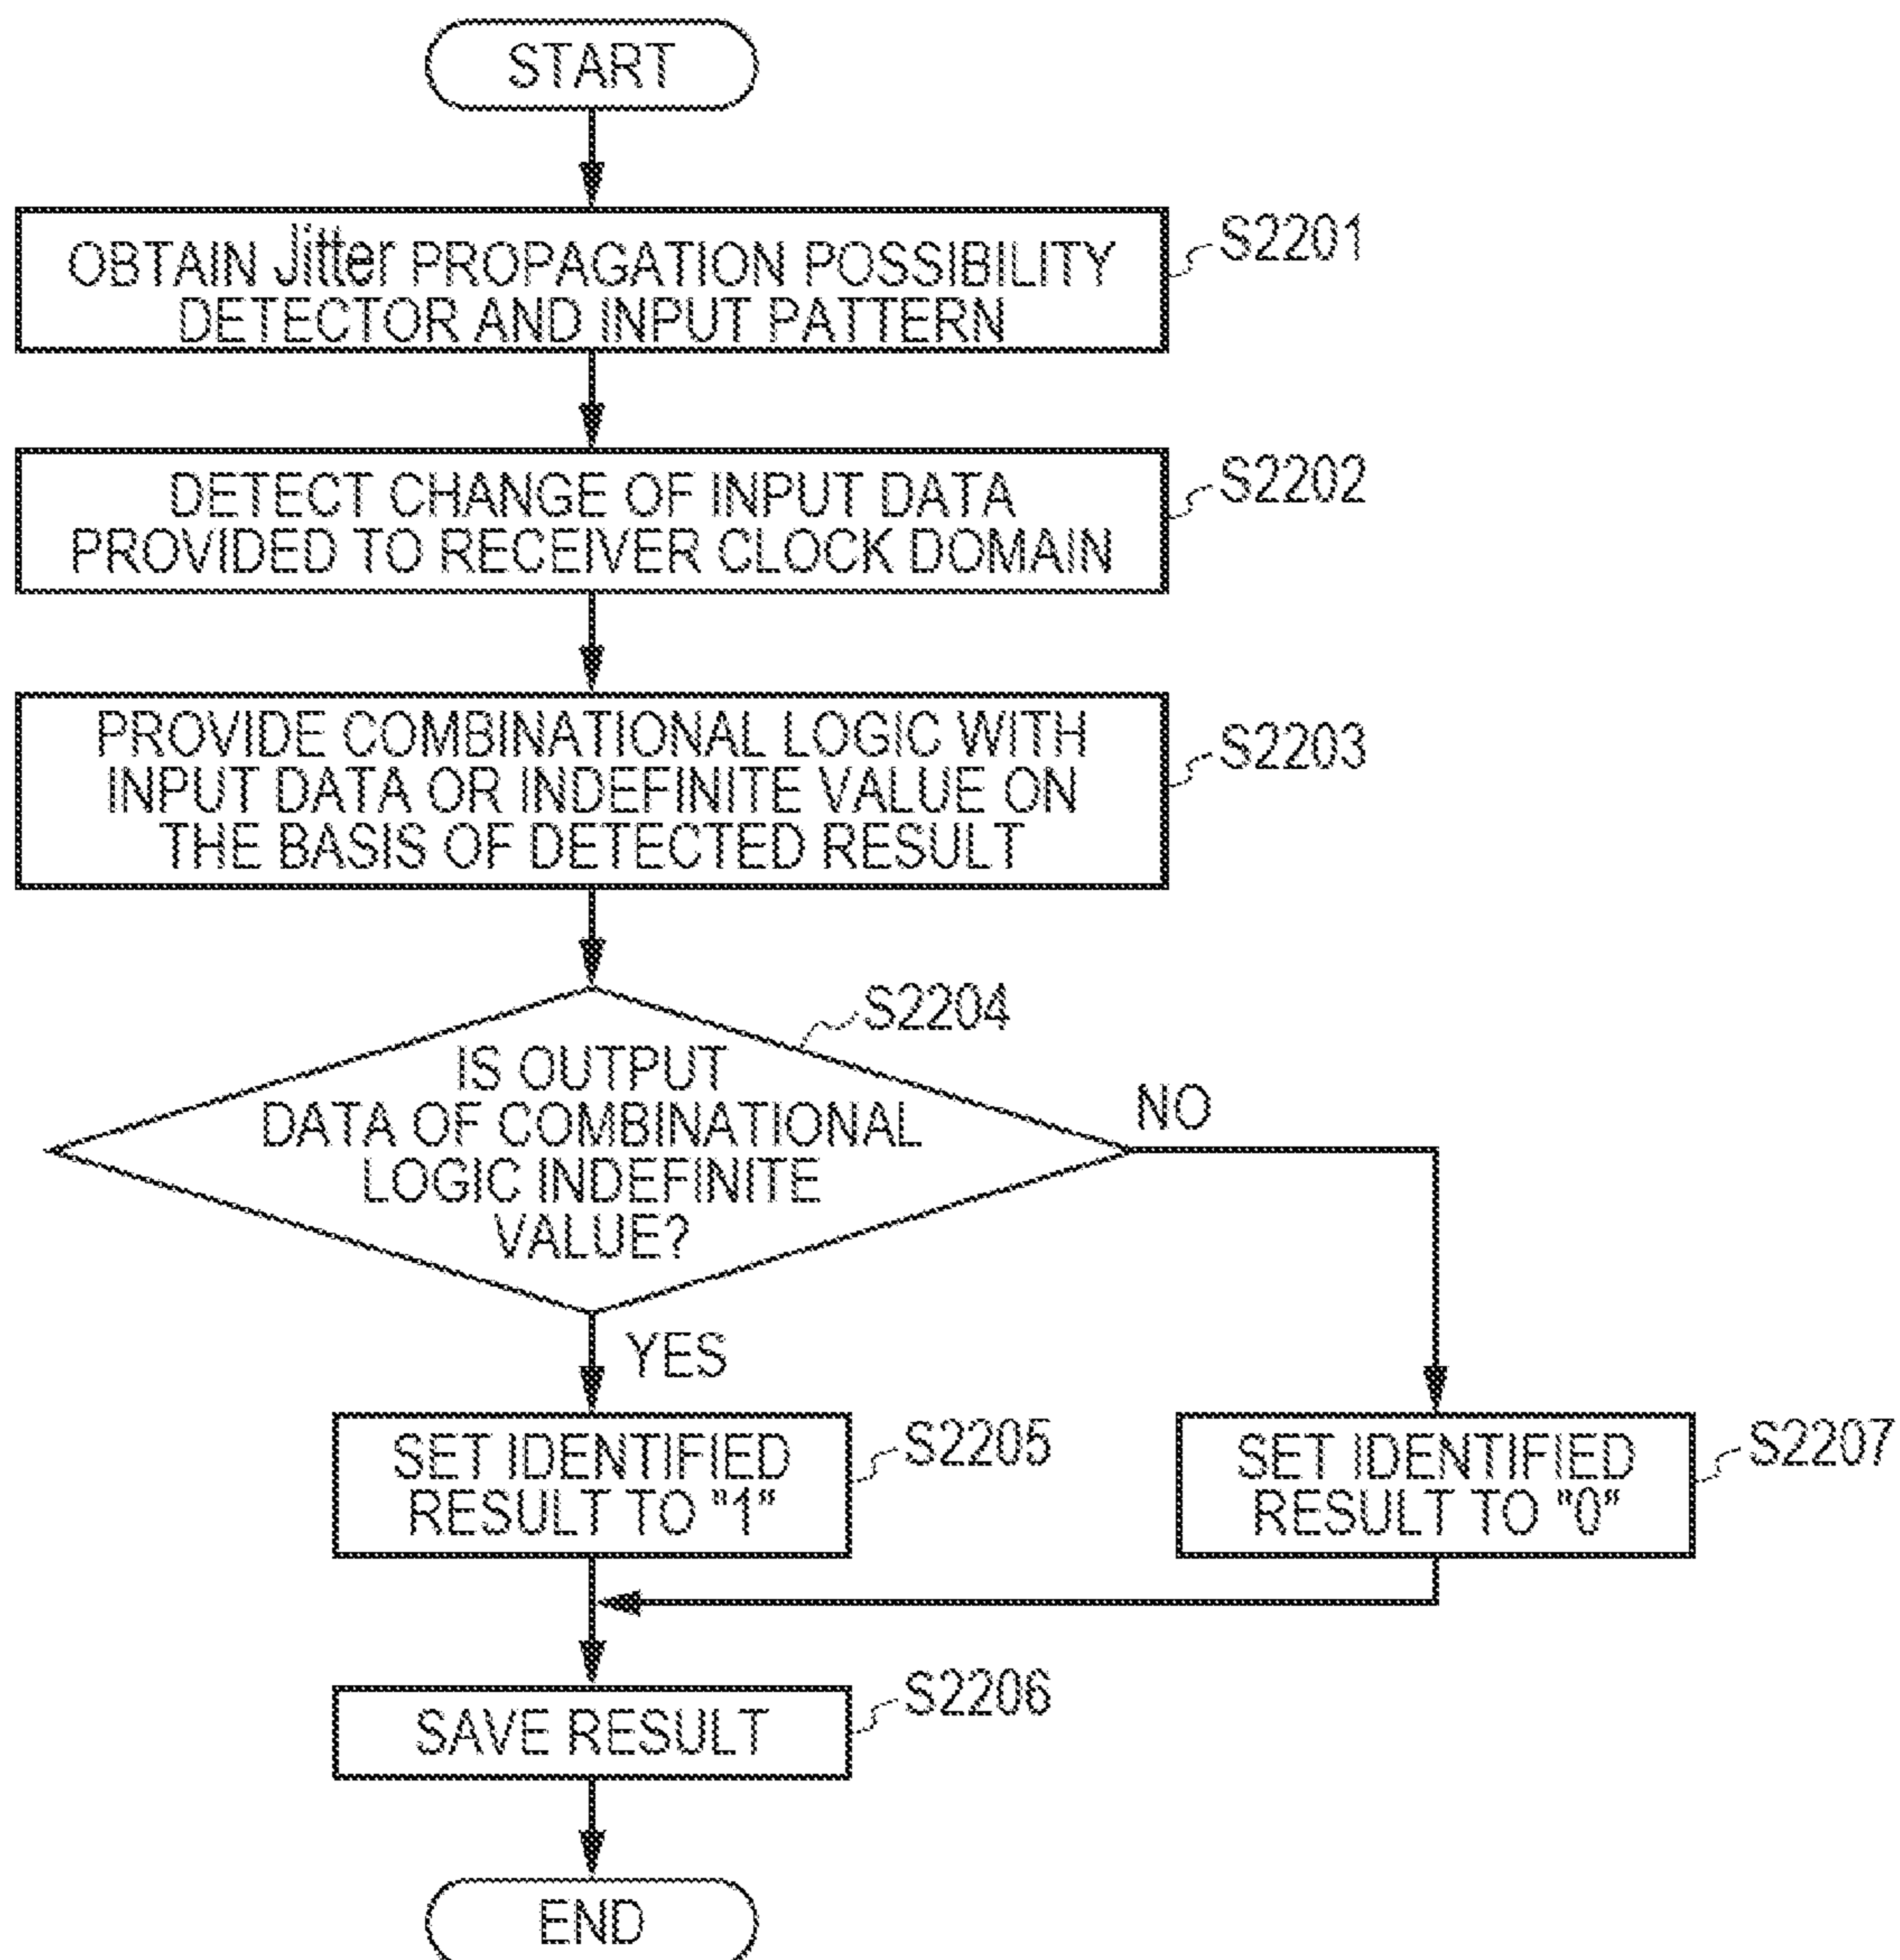 START
OBTAIN Jitter PROPAGATION POSSIBILITY
DETECTOR AND INPUT PATTERN
S2201
DETECT CHANGE OF INPUT DATA
PROVIDED TO RECEIVER CLOCK DOMAIN
S2202
PROVIDE COMBINATIONAL LOGIC WITH
INPUT DATA OR INDEFINITE VALUE ON
THE BASIS OF DETECTED RESULT
S2203
S2204
IS OUTPUT
DATA OF COMBINATIONAL
LOGIC INDEFINITE
VALUE?
NO
YES
SET IDENTIFIED
RESULT TO "1"
S2205
SET IDENTIFIED
RESULT TO "0"
S2207
SAVE RESULT
S2206
END